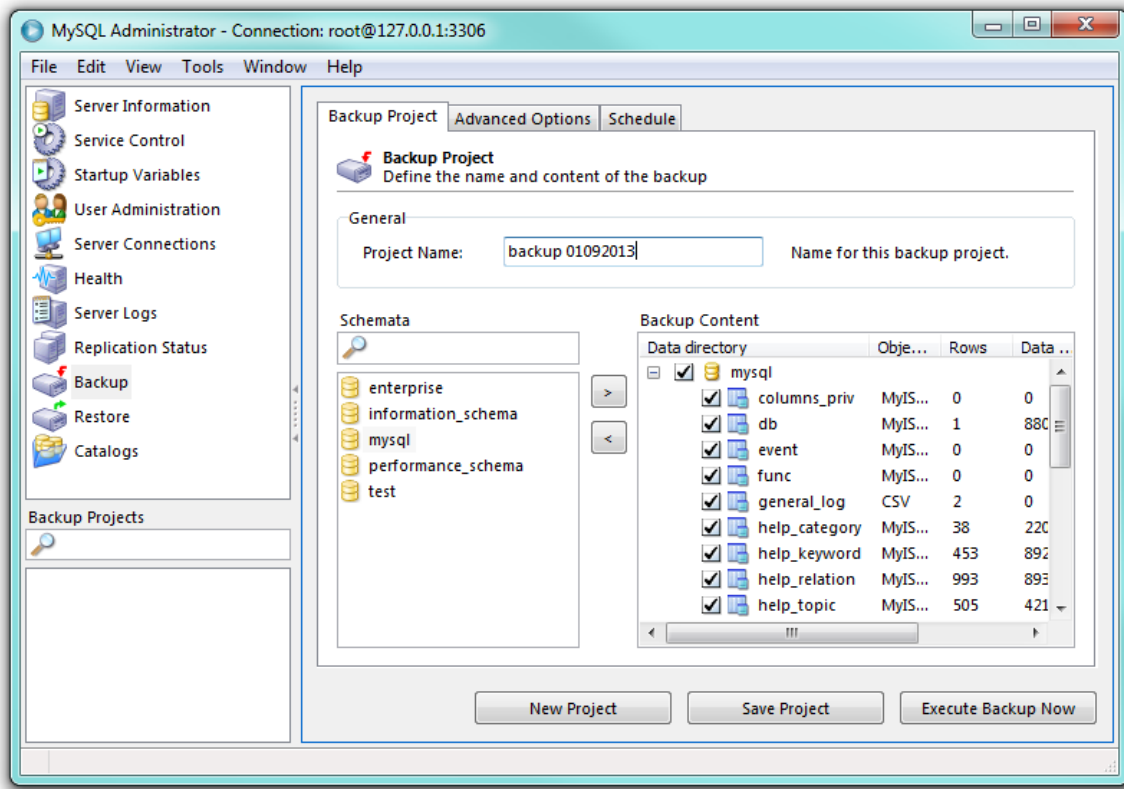 MySQL Administrator - Connection: root@127.0.0.1:3306
File Edit View Tools Window Help
Server Information
Service Control
Startup Variables
User Administration
Server Connections
Health
Server Logs
Replication Status
Backup
Restore
Catalogs
Backup Projects
Backup Project Advanced Options Schedule
Backup Project
Define the name and content of the backup
General
Project Name: backup 01092013 Name for this backup project.
Schemata
enterprise
information_schema
mysql
performance_schema
test
> 
<
Backup Content
Data directory Obje... Rows Data ..
mysql
columns_priv MyIS... 0 0
db MyIS... 1 880
event MyIS... 0 0
func MyIS... 0 0
general_log CSV 2 0
help_category MyIS... 38 220
help_keyword MyIS... 453 892
help_relation MyIS... 993 893
help_topic MyIS... 505 421
New Project Save Project Execute Backup Now